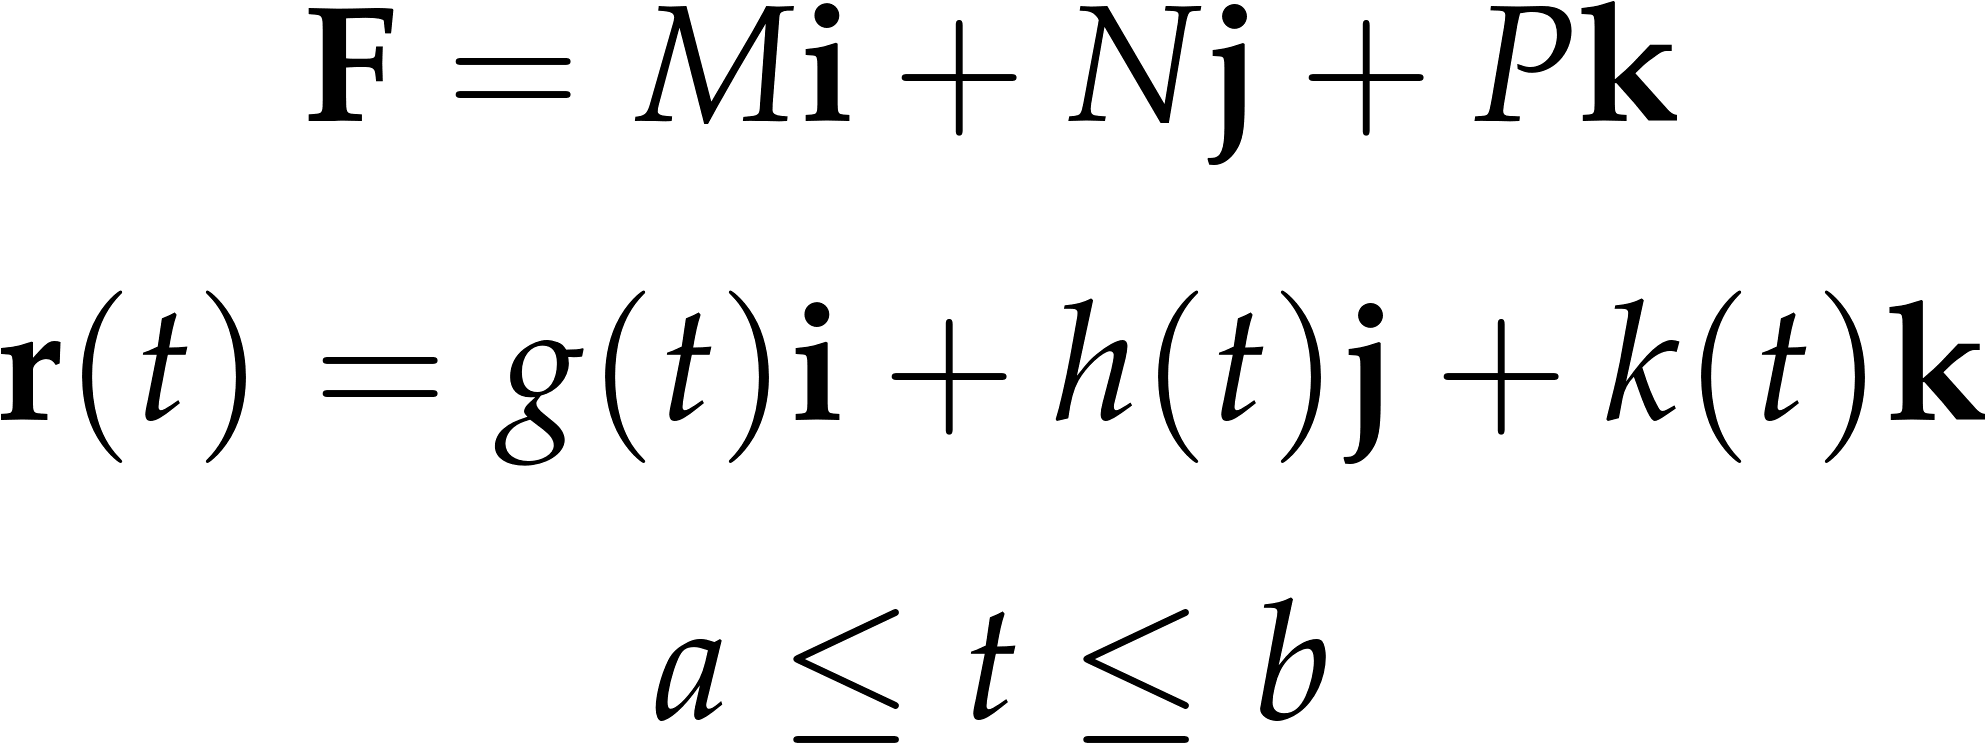 F = Mi + Nj + Pk
r(t) = g(t)i + h(t)j + k(t)k
a ≤ t ≤ b